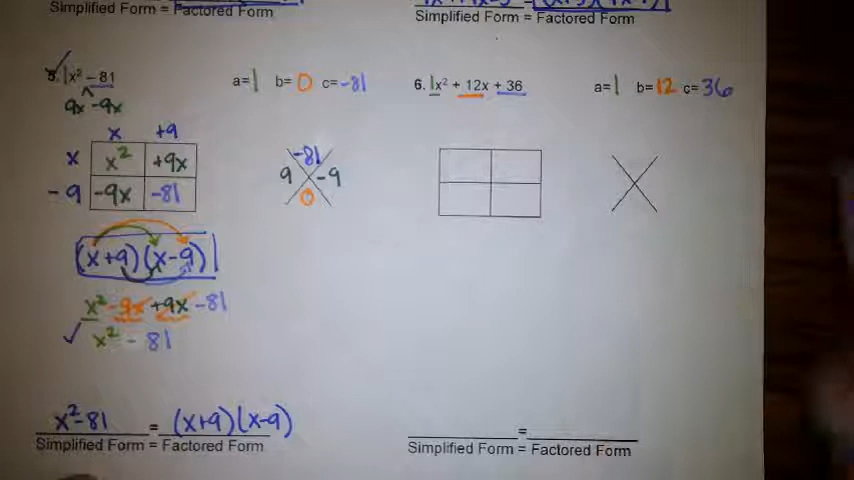 Simplified Form = Factored Form
Simplified Form = Factored Form
5. 1x² - 81
9x -9x
a=1 b=0 c=-81
x +9
x x² +9x
-9 -9x -81
-81
9 -9
0
(x+9)(x-9)
x² -9x +9x -81
✓ x² - 81
x²-81 = (x+9)(x-9)
Simplified Form = Factored Form
6. 1x² + 12x + 36
a=1 b=12 c=36
=
Simplified Form = Factored Form